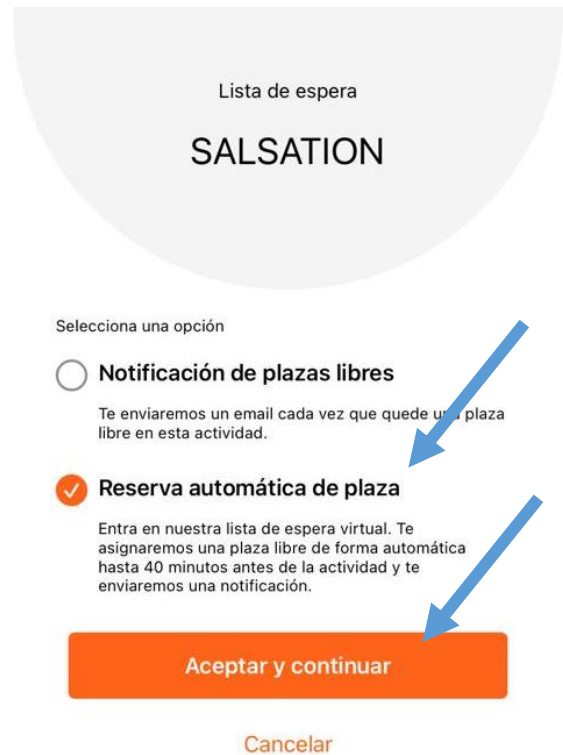 Lista de espera
SALSATION
Selecciona una opción
Notificación de plazas libres
Te enviaremos un email cada vez que quede una plaza
libre en esta actividad.
Reserva automática de plaza
Entra en nuestra lista de espera virtual. Te
asignaremos una plaza libre de forma automática
hasta 40 minutos antes de la actividad y te
enviaremos una notificación.
Aceptar y continuar
Cancelar